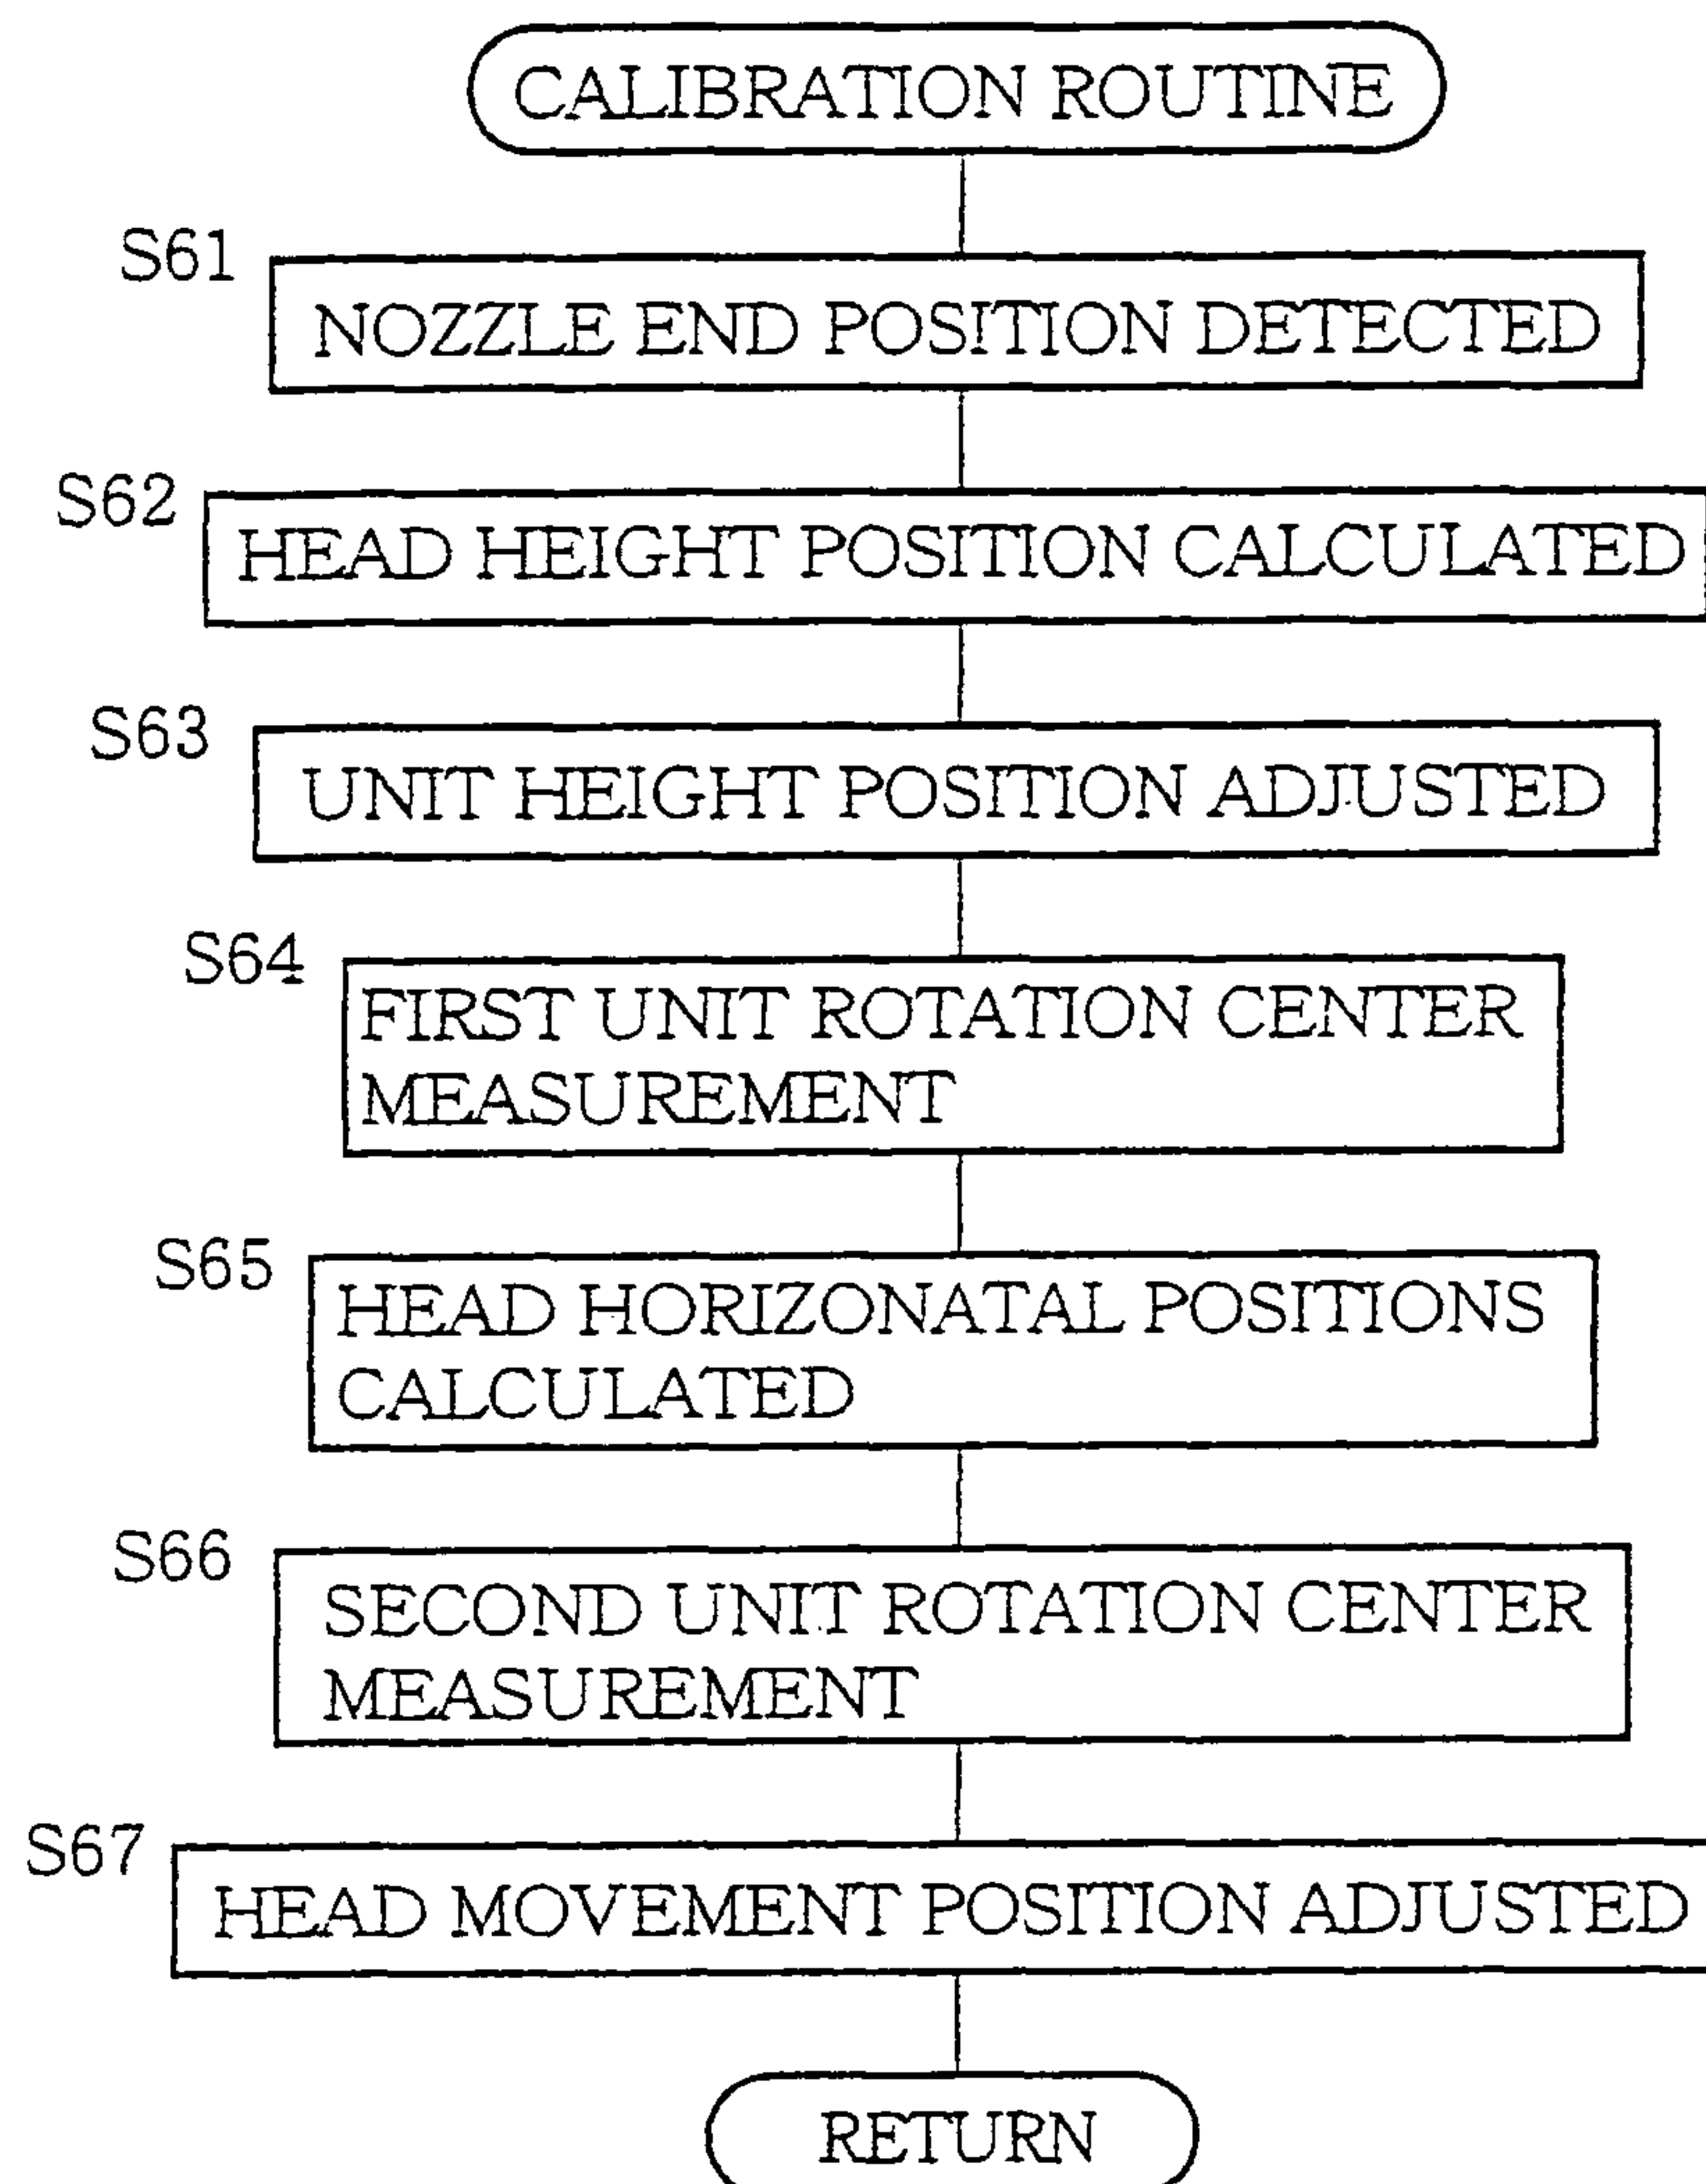 CALIBRATION ROUTINE
S61
NOZZLE END POSITION DETECTED
S62
HEAD HEIGHT POSITION CALCULATED
S63
UNIT HEIGHT POSITION ADJUSTED
S64
FIRST UNIT ROTATION CENTER
MEASUREMENT
S65
HEAD HORIZONATAL POSITIONS
CALCULATED
S66
SECOND UNIT ROTATION CENTER
MEASUREMENT
S67
HEAD MOVEMENT POSITION ADJUSTED
RETURN